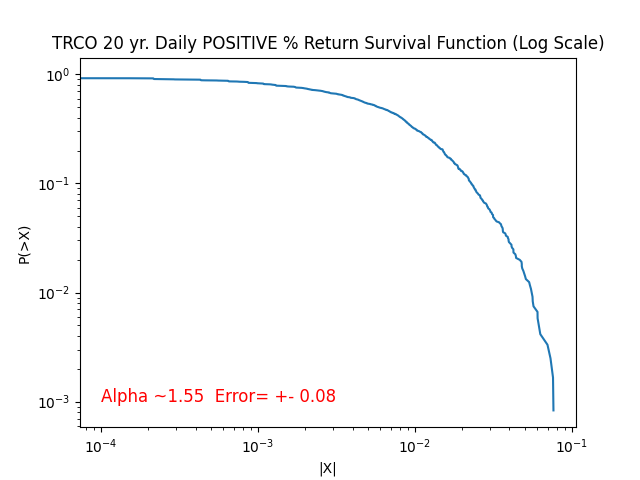 TRCO 20 yr. Daily POSITIVE % Return Survival Function (Log Scale)
P(>X)
10^0
10^-1
10^-2
10^-3
Alpha ~1.55  Error= +- 0.08
10^-4 10^-3 10^-2 10^-1
|X|